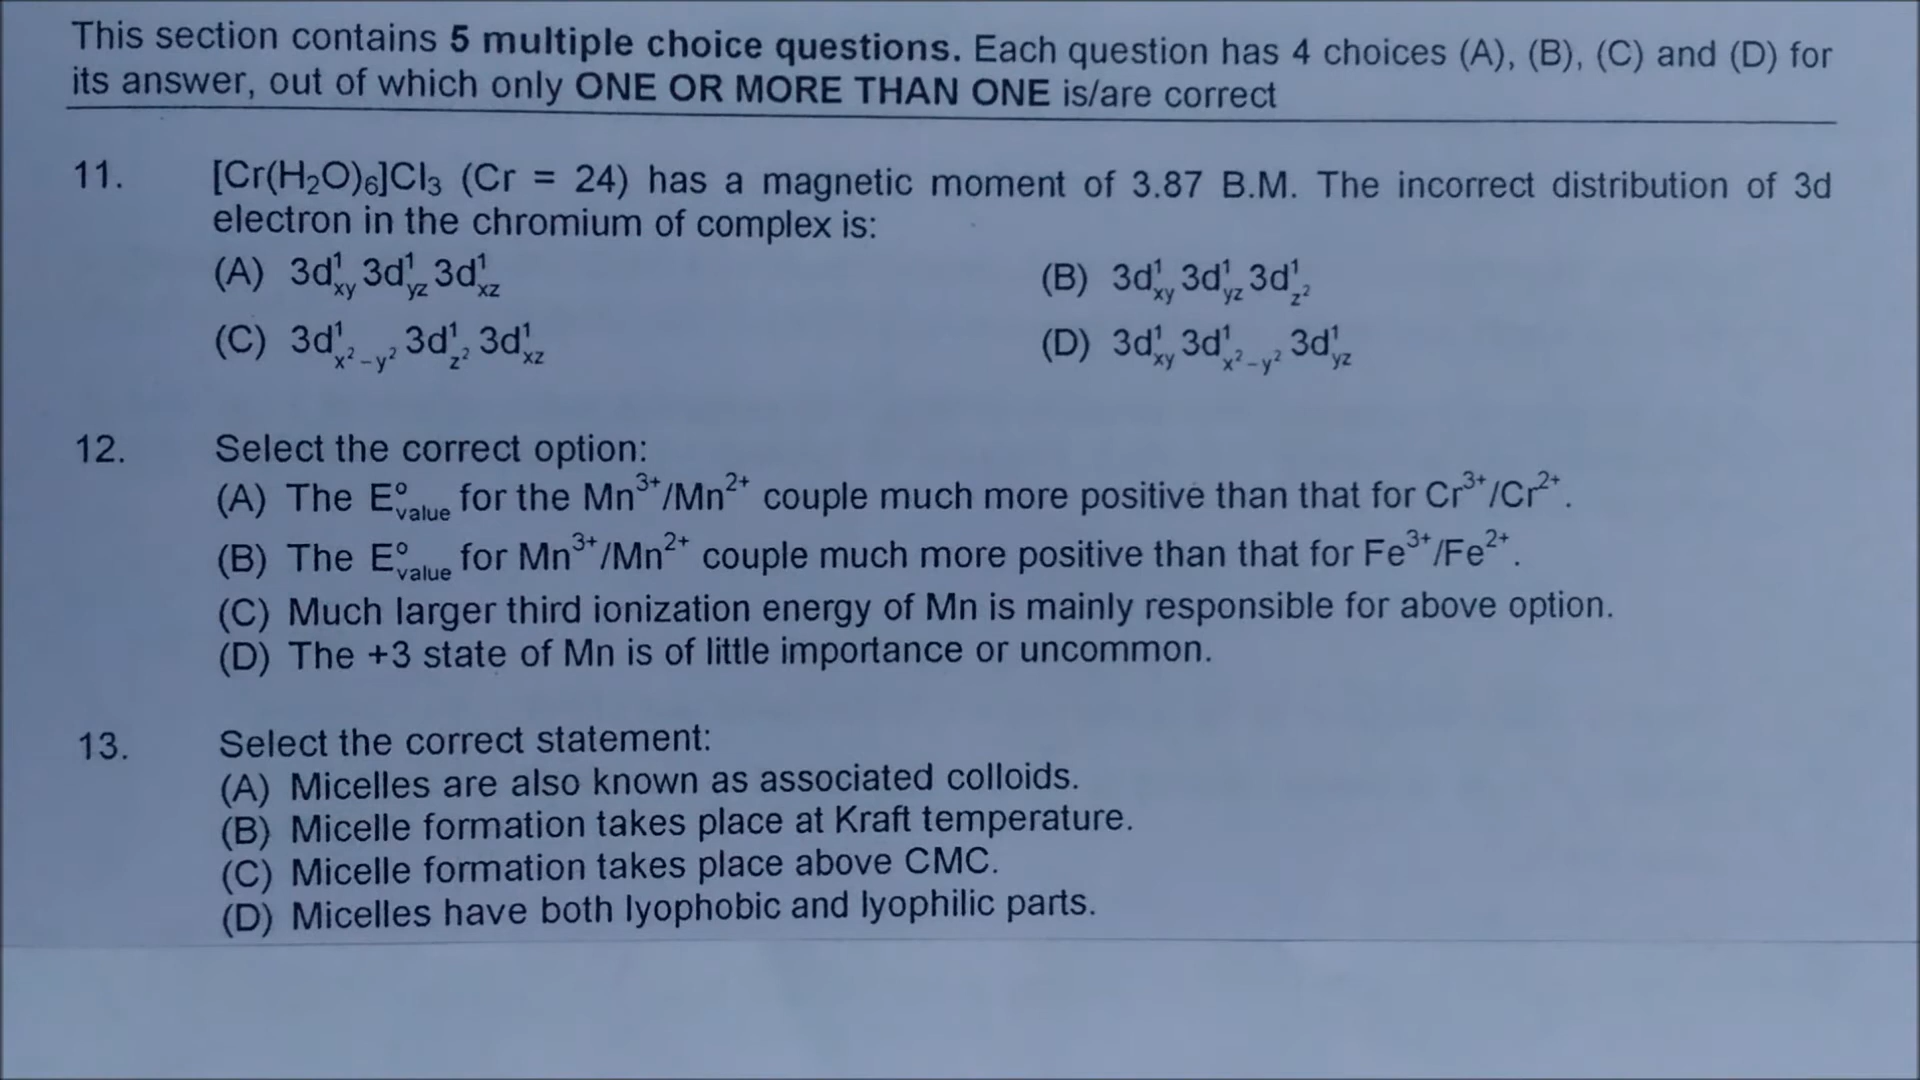 This section contains 5 multiple choice questions. Each question has 4 choices (A), (B), (C) and (D) for
its answer, out of which only ONE OR MORE THAN ONE is/are correct
11. [Cr(H₂O)₆]Cl₃ (Cr = 24) has a magnetic moment of 3.87 B.M. The incorrect distribution of 3d
electron in the chromium of complex is:
(A) 3d¹xy 3d¹yz 3d¹xz (B) 3d¹xy 3d¹yz 3d¹z²
(C) 3d¹x²–y² 3d¹z² 3d¹xz (D) 3d¹xy 3d¹x²–y² 3d¹yz
12. Select the correct option:
(A) The E°value for the Mn³⁺/Mn²⁺ couple much more positive than that for Cr³⁺/Cr²⁺.
(B) The E°value for Mn³⁺/Mn²⁺ couple much more positive than that for Fe³⁺/Fe²⁺.
(C) Much larger third ionization energy of Mn is mainly responsible for above option.
(D) The +3 state of Mn is of little importance or uncommon.
13. Select the correct statement:
(A) Micelles are also known as associated colloids.
(B) Micelle formation takes place at Kraft temperature.
(C) Micelle formation takes place above CMC.
(D) Micelles have both lyophobic and lyophilic parts.